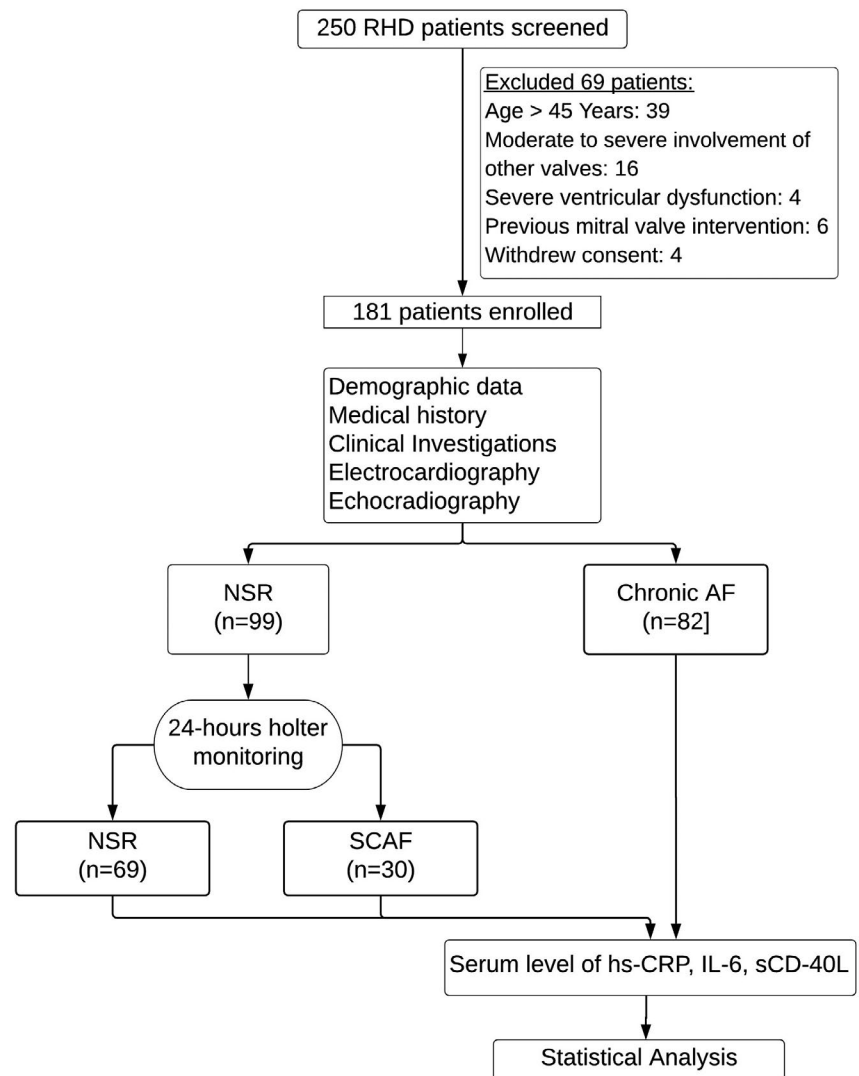 250 RHD patients screened
Excluded 69 patients:
Age > 45 Years: 39
Moderate to severe involvement of
other valves: 16
Severe ventricular dysfunction: 4
Previous mitral valve intervention: 6
Withdrew consent: 4
181 patients enrolled
Demographic data
Medical history
Clinical Investigations
Electrocardiography
Echocradiography
NSR
(n=99)
Chronic AF
(n=82]
24-hours holter
monitoring
NSR
(n=69)
SCAF
(n=30)
Serum level of hs-CRP, IL-6, sCD-40L
Statistical Analysis